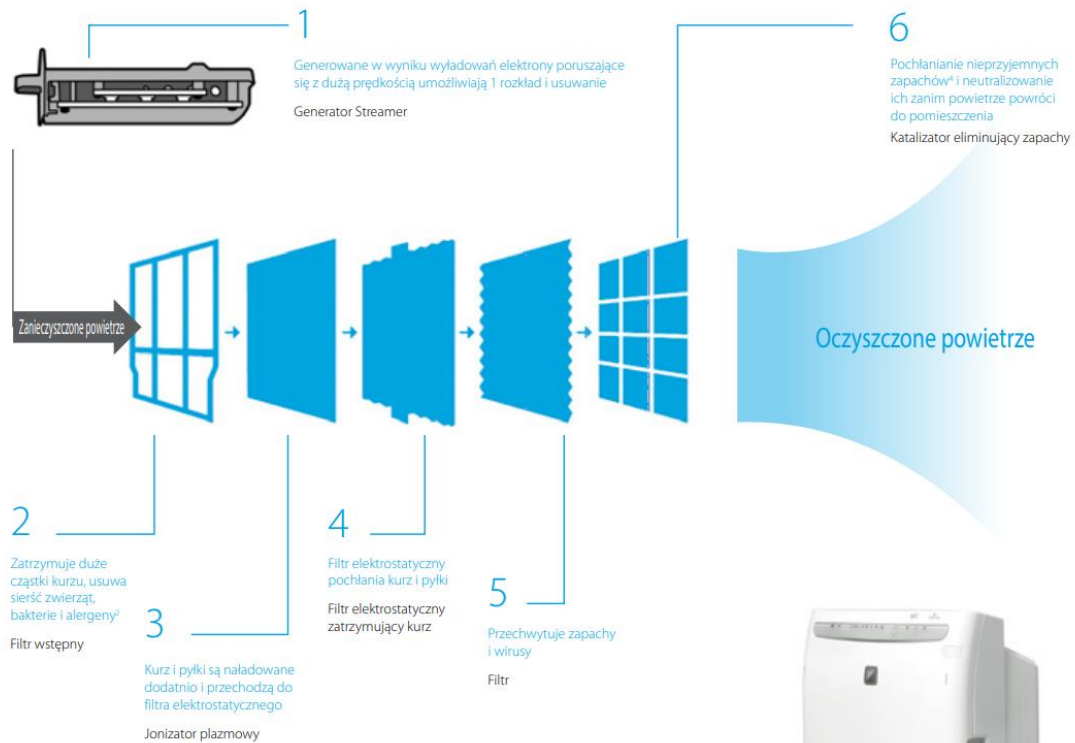 1
Generowane w wyniku wyładowań elektrony poruszające
się z dużą prędkością umożliwiają 1 rozkład i usuwanie
Generator Streamer
6
Pochłanianie nieprzyjemnych
zapachów⁴ i neutralizowanie
ich zanim powietrze powróci
do pomieszczenia
Katalizator eliminujący zapachy
Zanieczyszczone powietrze
Oczyszczone powietrze
2
Zatrzymuje duże
cząstki kurzu, usuwa
sierść zwierząt,
bakterie i alergeny²
Filtr wstępny
3
Kurz i pyłki są naładowane
dodatnio i przechodzą do
filtra elektrostatycznego
Jonizator plazmowy
4
Filtr elektrostatyczny
pochłania kurz i pyłki
Filtr elektrostatyczny
zatrzymujący kurz
5
Przechwytuje zapachy
i wirusy
Filtr